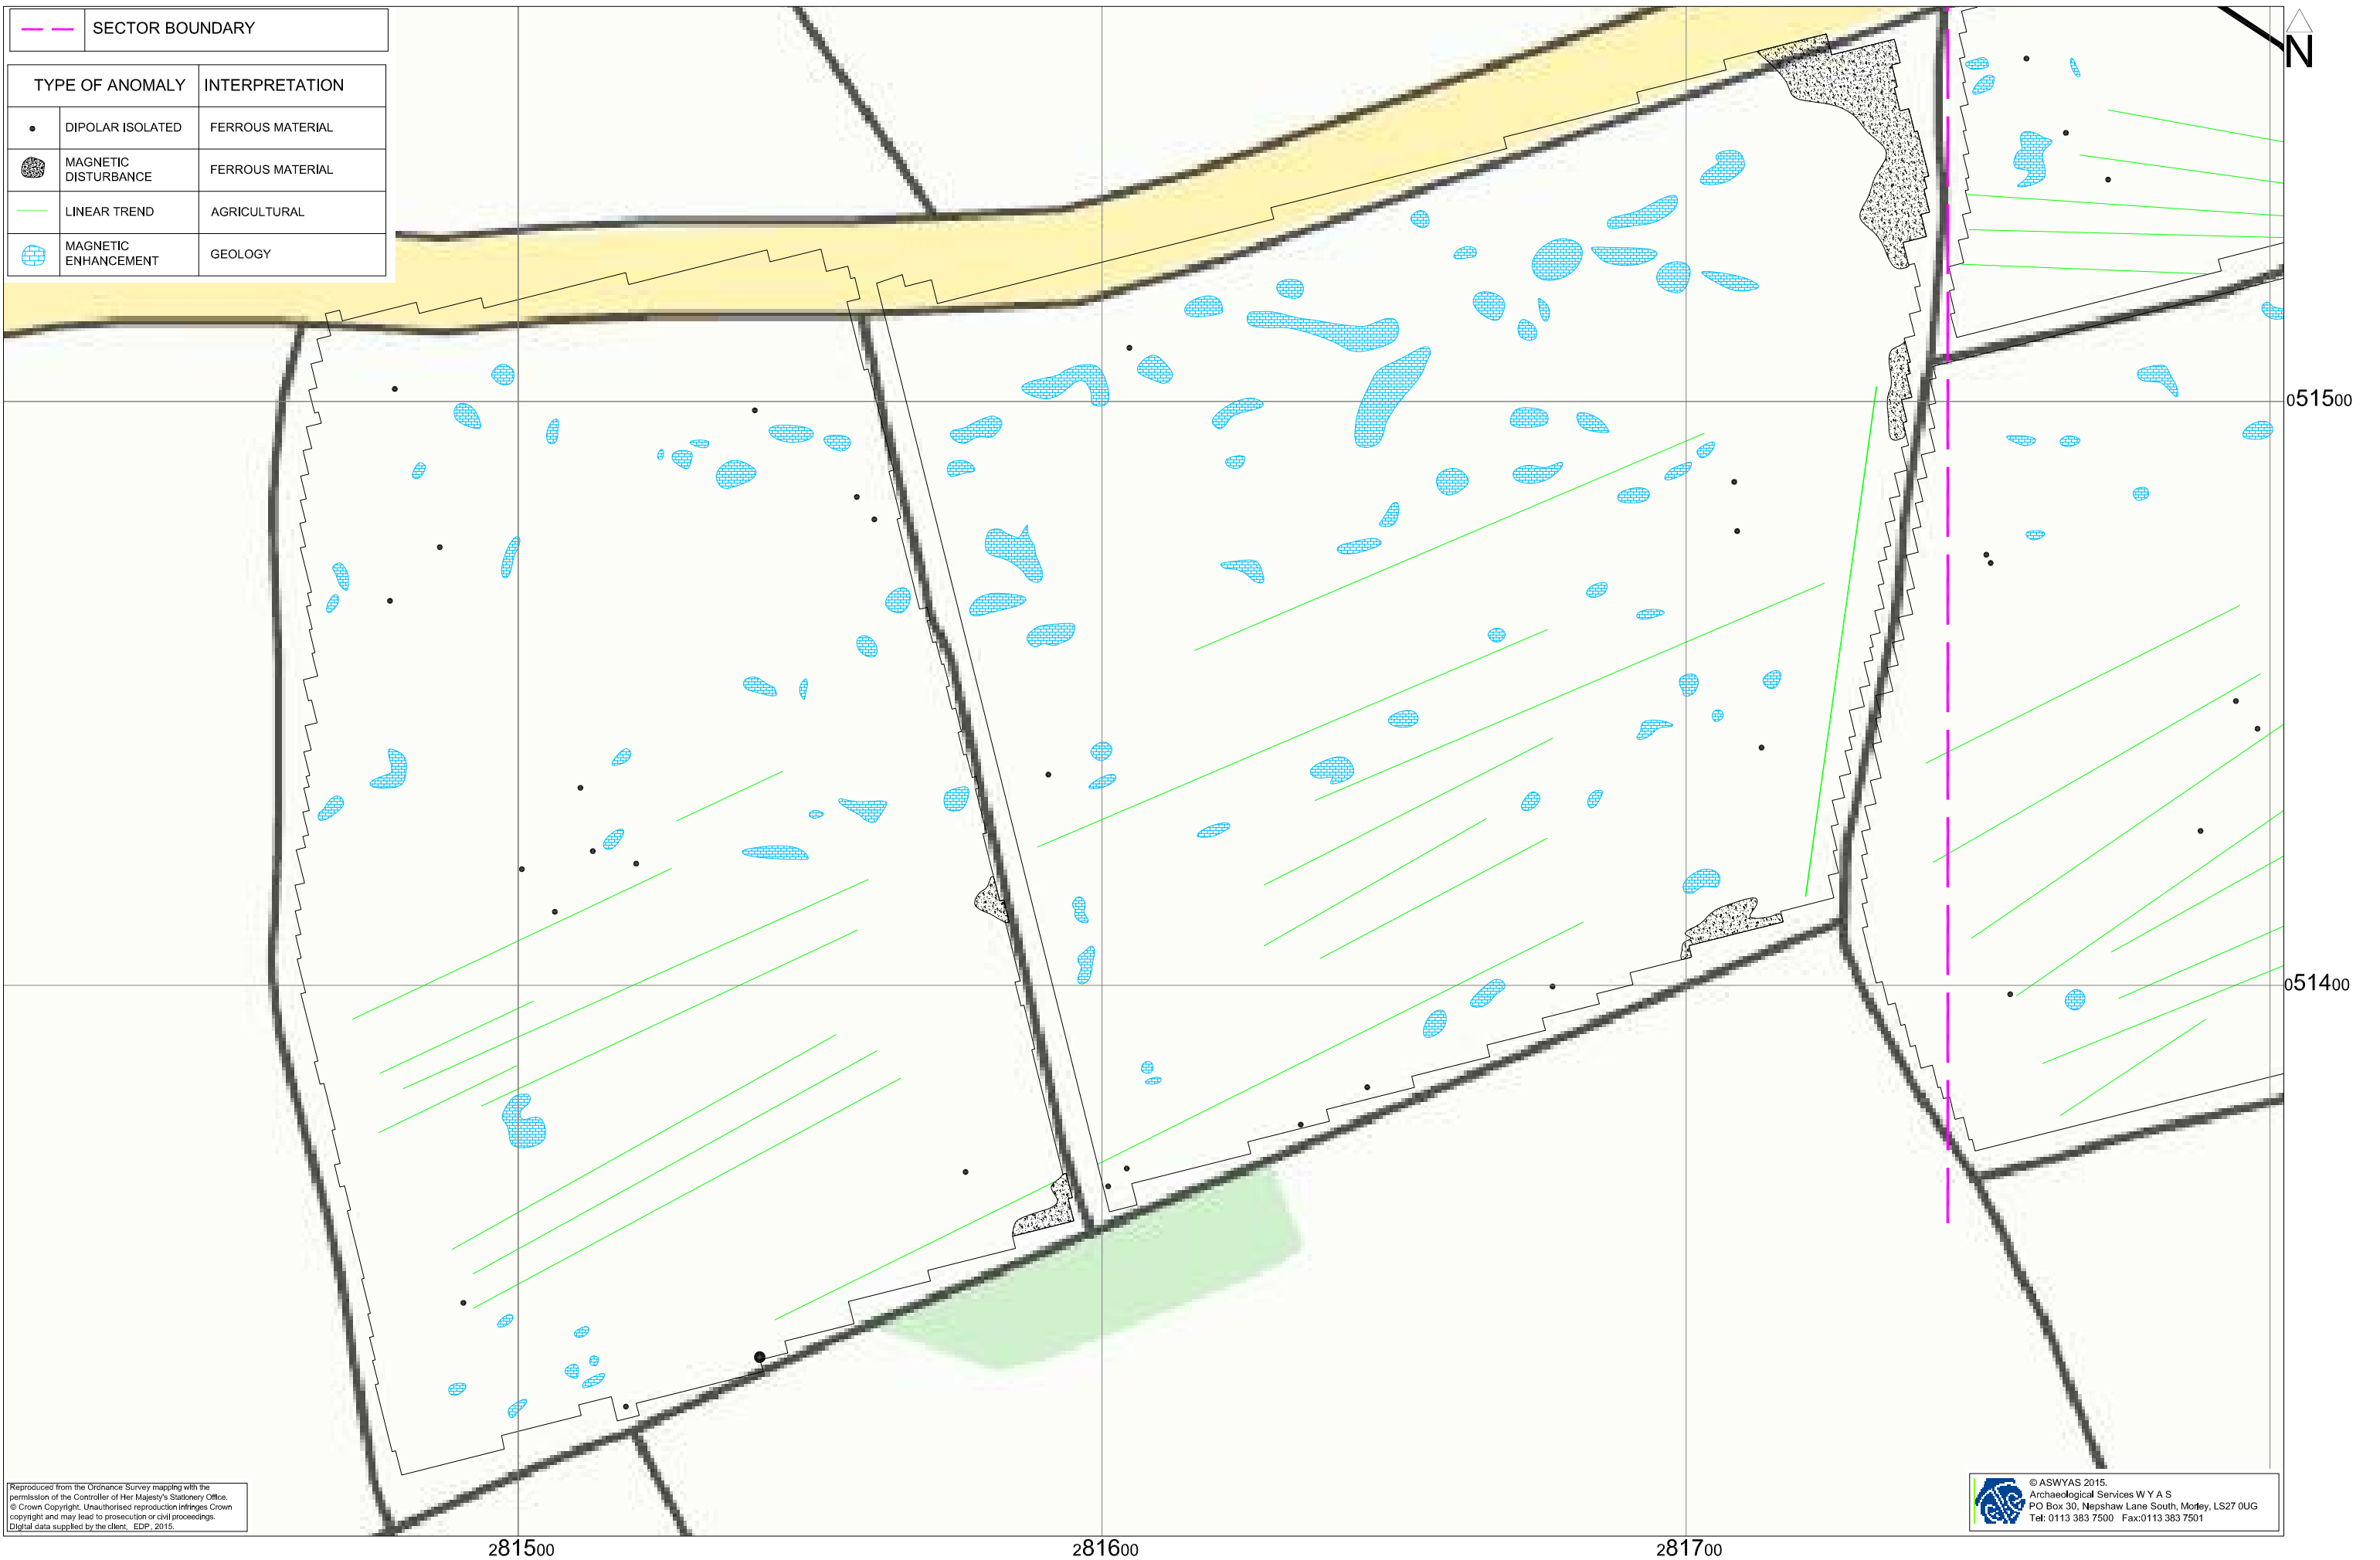 SECTOR BOUNDARY
TYPE OF ANOMALY INTERPRETATION
DIPOLAR ISOLATED FERROUS MATERIAL
MAGNETIC
DISTURBANCE
FERROUS MATERIAL
LINEAR TREND AGRICULTURAL
MAGNETIC
ENHANCEMENT
GEOLOGY
N
051500
051400
Reproduced from the Ordnance Survey mapping with the
permission of the Controller of Her Majesty's Stationery Office.
© Crown Copyright. Unauthorised reproduction infringes Crown
copyright and may lead to prosecution or civil proceedings.
Digital data supplied by the client, EDP, 2015.
© ASWYAS 2015.
Archaeological Services W Y A S
PO Box 30, Nepshaw Lane South, Morley, LS27 0UG
Tel: 0113 383 7500 Fax:0113 383 7501
281500
281600
281700